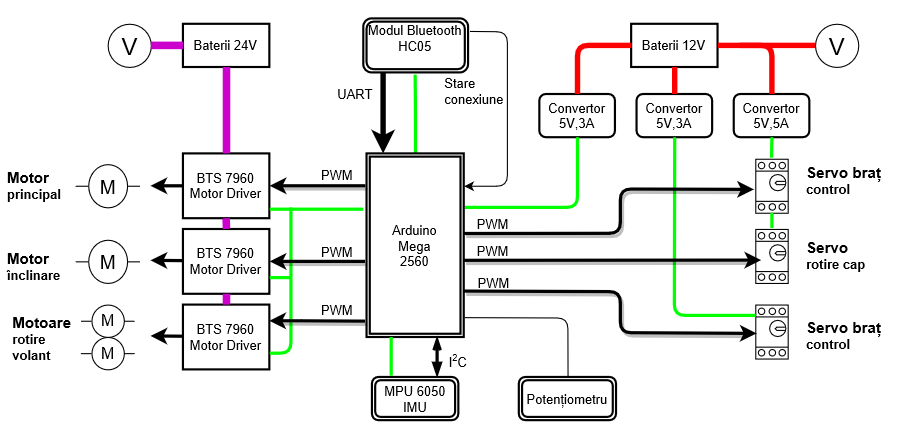 V
Baterii 24V
Modul Bluetooth
HC05
Baterii 12V
V
UART
Stare
conexiune
Convertor
5V,3A
Convertor
5V,3A
Convertor
5V,5A
Motor
principal
M
BTS 7960
Motor Driver
PWM
Servo braț
control
Arduino
Mega
2560
PWM
Motor
înclinare
M
BTS 7960
Motor Driver
PWM
PWM
Servo
rotire cap
PWM
Motoare
rotire
volant
M
M
BTS 7960
Motor Driver
PWM
Servo braț
control
I²C
MPU 6050
IMU
Potențiometru